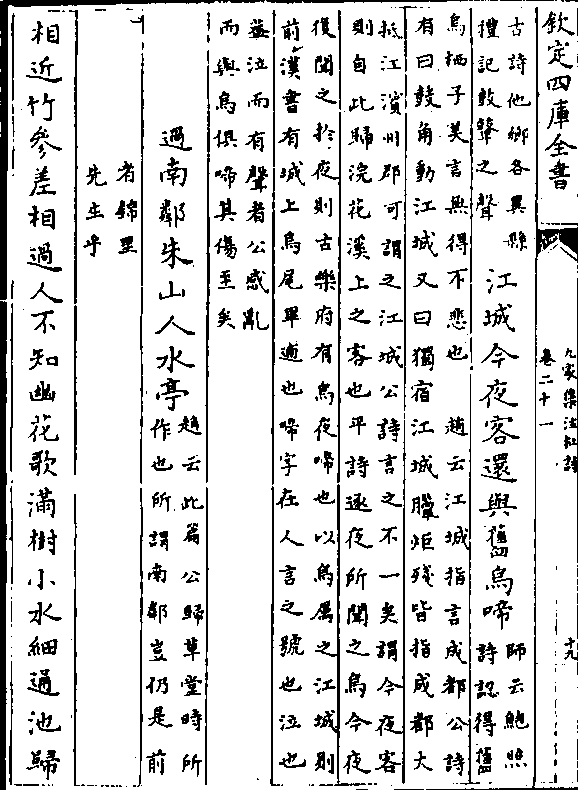 欽定四庫全書
九家集注杜詩
卷二十一
十九
古詩他鄉各異縣
禮記鼓鼙之聲
江城今夜客還與舊烏啼
師云鮑照
詩認得舊
烏栖子美言無得不悲也　趙云江城指言成都公詩
有曰鼓角動江城又曰獨宿江城臘炬殘皆指成都大
抵江濱州郡可謂之江城公詩言之不一矣謂今夜客
則自此歸浣花溪上之客也平詩逐夜所聞之烏今夜
復聞之於夜則古樂府有烏夜啼也以烏屬之江城則
前漢書有城上烏尾畢逋也啼字在人言之號也泣也
葢泣而有聲者公感亂
而與烏俱啼其傷至矣
過南鄰朱山人水亭
趙云此篇公歸草堂時所
作也所謂南鄰豈仍是前
者錦里
先生乎
相近竹參差相過人不知幽花欹滿樹小水細通池歸